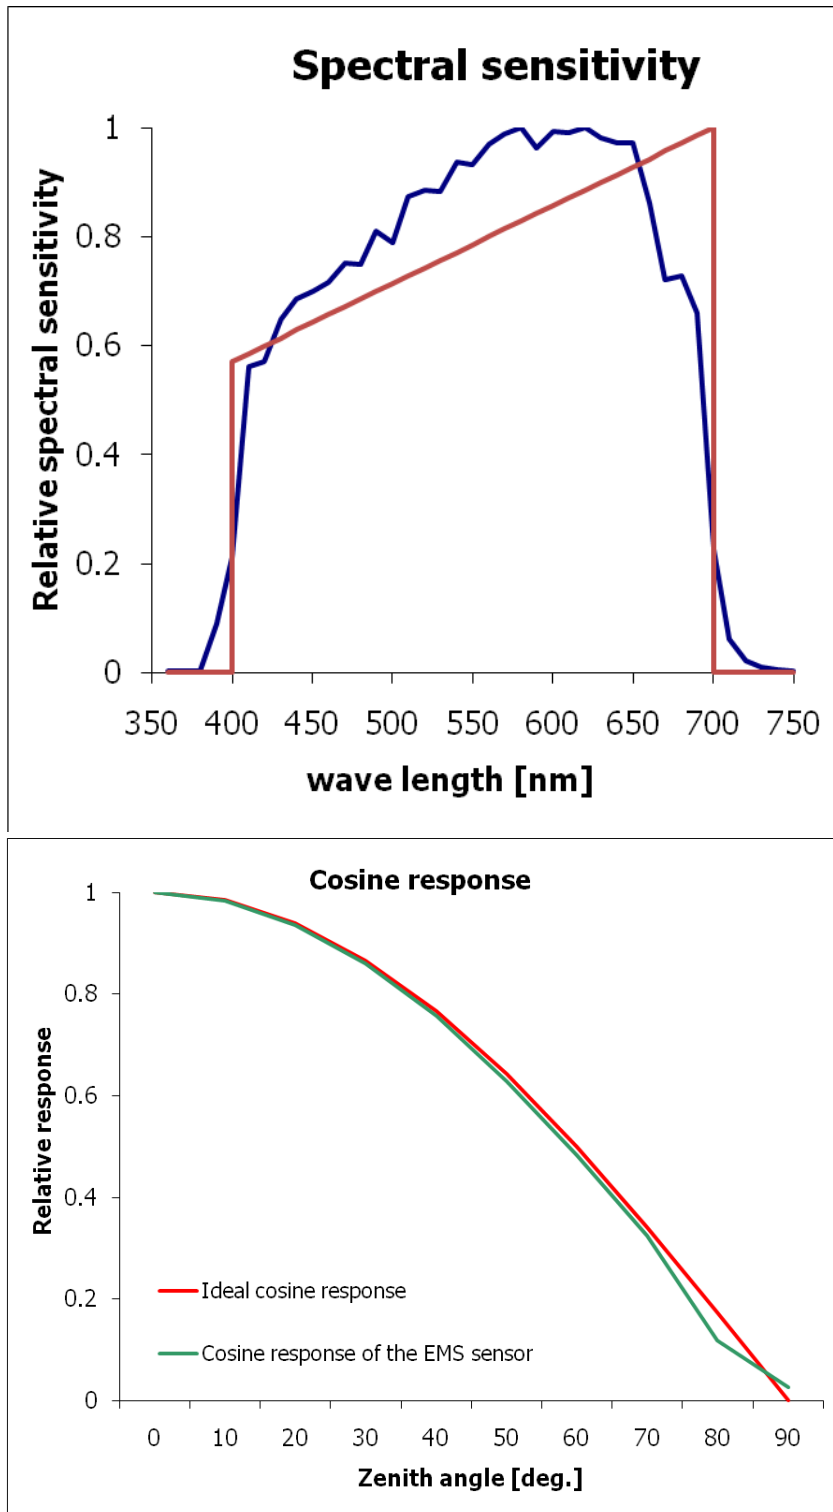 Spectral sensitivity
Relative spectral sensitivity
1
0.8
0.6
0.4
0.2
0
350 400 450 500 550 600 650 700 750
wave length [nm]
Cosine response
Relative response
1
0.8
0.6
0.4
0.2
0
Ideal cosine response
Cosine response of the EMS sensor
0 10 20 30 40 50 60 70 80 90
Zenith angle [deg.]